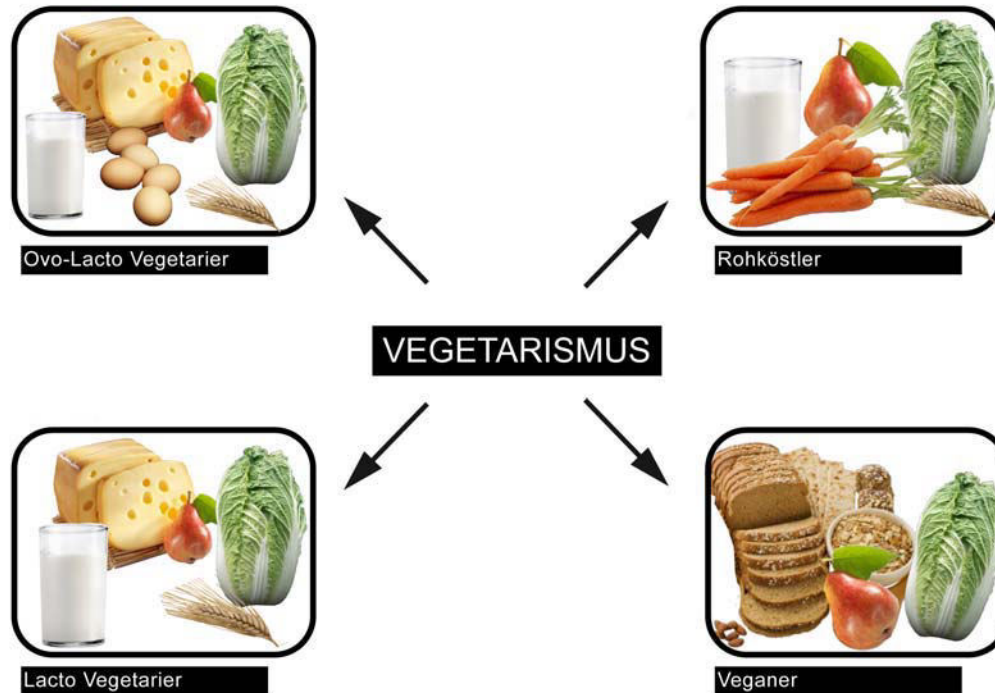 Ovo-Lacto Vegetarier
Rohköstler
VEGETARISMUS
Lacto Vegetarier
Veganer